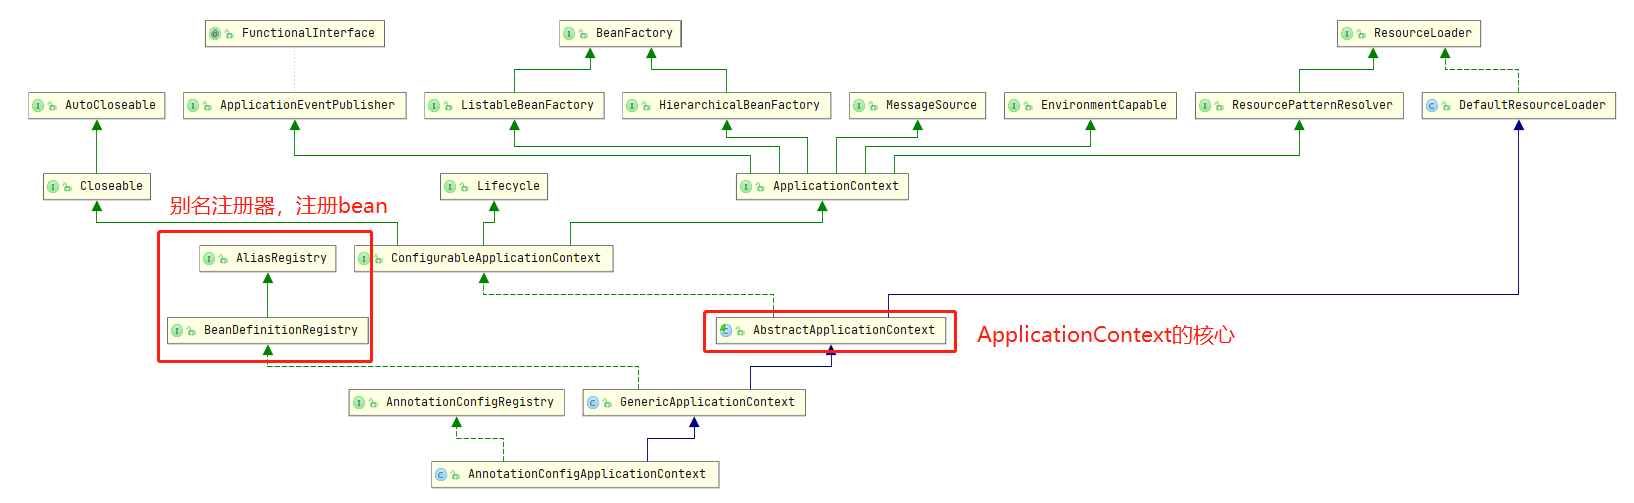 FunctionalInterface
BeanFactory
ResourceLoader
AutoCloseable
ApplicationEventPublisher
ListableBeanFactory
HierarchicalBeanFactory
MessageSource
EnvironmentCapable
ResourcePatternResolver
DefaultResourceLoader
Closeable
Lifecycle
ApplicationContext
别名注册器，注册bean
AliasRegistry
ConfigurableApplicationContext
BeanDefinitionRegistry
AbstractApplicationContext
ApplicationContext的核心
AnnotationConfigRegistry
GenericApplicationContext
AnnotationConfigApplicationContext